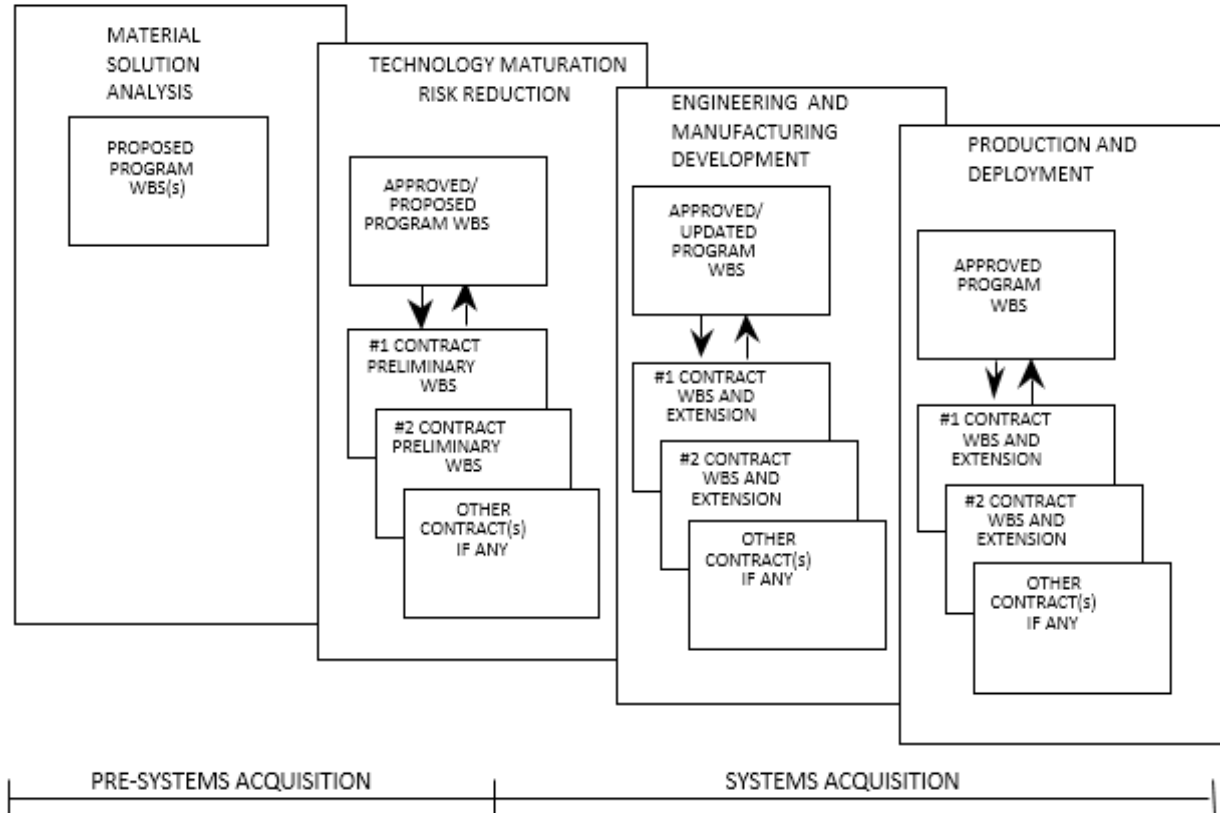 MATERIAL
SOLUTION
ANALYSIS
PROPOSED
PROGRAM
WBS(s)
TECHNOLOGY MATURATION
RISK REDUCTION
APPROVED/
PROPOSED
PROGRAM WBS
#1 CONTRACT
PRELIMINARY
WBS
#2 CONTRACT
PRELIMINARY
WBS
OTHER
CONTRACT(s)
IF ANY
ENGINEERING AND
MANUFACTURING
DEVELOPMENT
APPROVED/
UPDATED
PROGRAM
WBS
#1 CONTRACT
WBS AND
EXTENSION
#2 CONTRACT
WBS AND
EXTENSION
OTHER
CONTRACT(s)
IF ANY
PRODUCTION AND
DEPLOYMENT
APPROVED
PROGRAM
WBS
#1 CONTRACT
WBS AND
EXTENSION
#2 CONTRACT
WBS AND
EXTENSION
OTHER
CONTRACT(s)
IF ANY
PRE-SYSTEMS ACQUISITION
SYSTEMS ACQUISITION